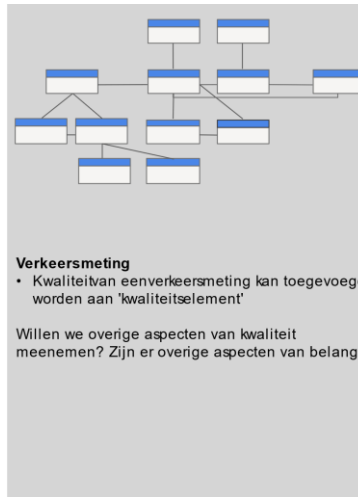 Verkeersmeting
• Kwaliteitvan eenverkeersmeting kan toegevoege
worden aan 'kwaliteitselement'
Willen we overige aspecten van kwaliteit
meenemen? Zijn er overige aspecten van belang